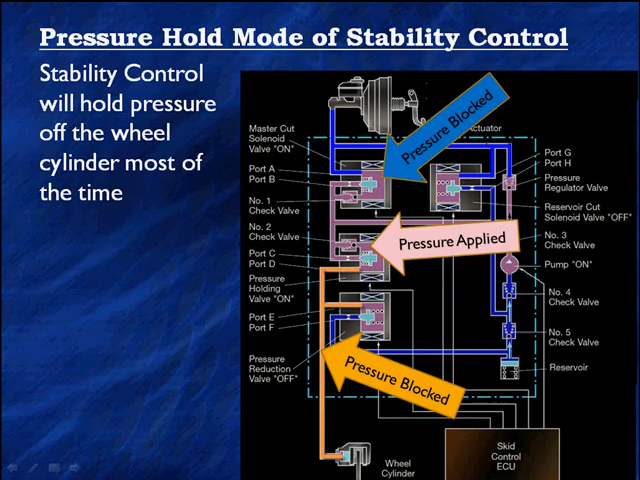 Pressure Hold Mode of Stability Control
Stability Control
will hold pressure
off the wheel
cylinder most of
the time
Master Cut
Solenoid
Valve "ON"
Port A
Port B
No. 1
Check Valve
No. 2
Check Valve
Port C
Port D
Pressure
Holding
Valve "ON"
Port E
Port F
Pressure
Reduction
Valve "OFF"
Pressure Blocked
Pressure Applied
Pressure Blocked
Actuator
Port G
Port H
Pressure
Regulator Valve
Reservoir Cut
Solenoid Valve "OFF"
No. 3
Check Valve
Pump "ON"
No. 4
Check Valve
No. 5
Check Valve
Reservoir
Wheel
Cylinder
Skid
Control
ECU